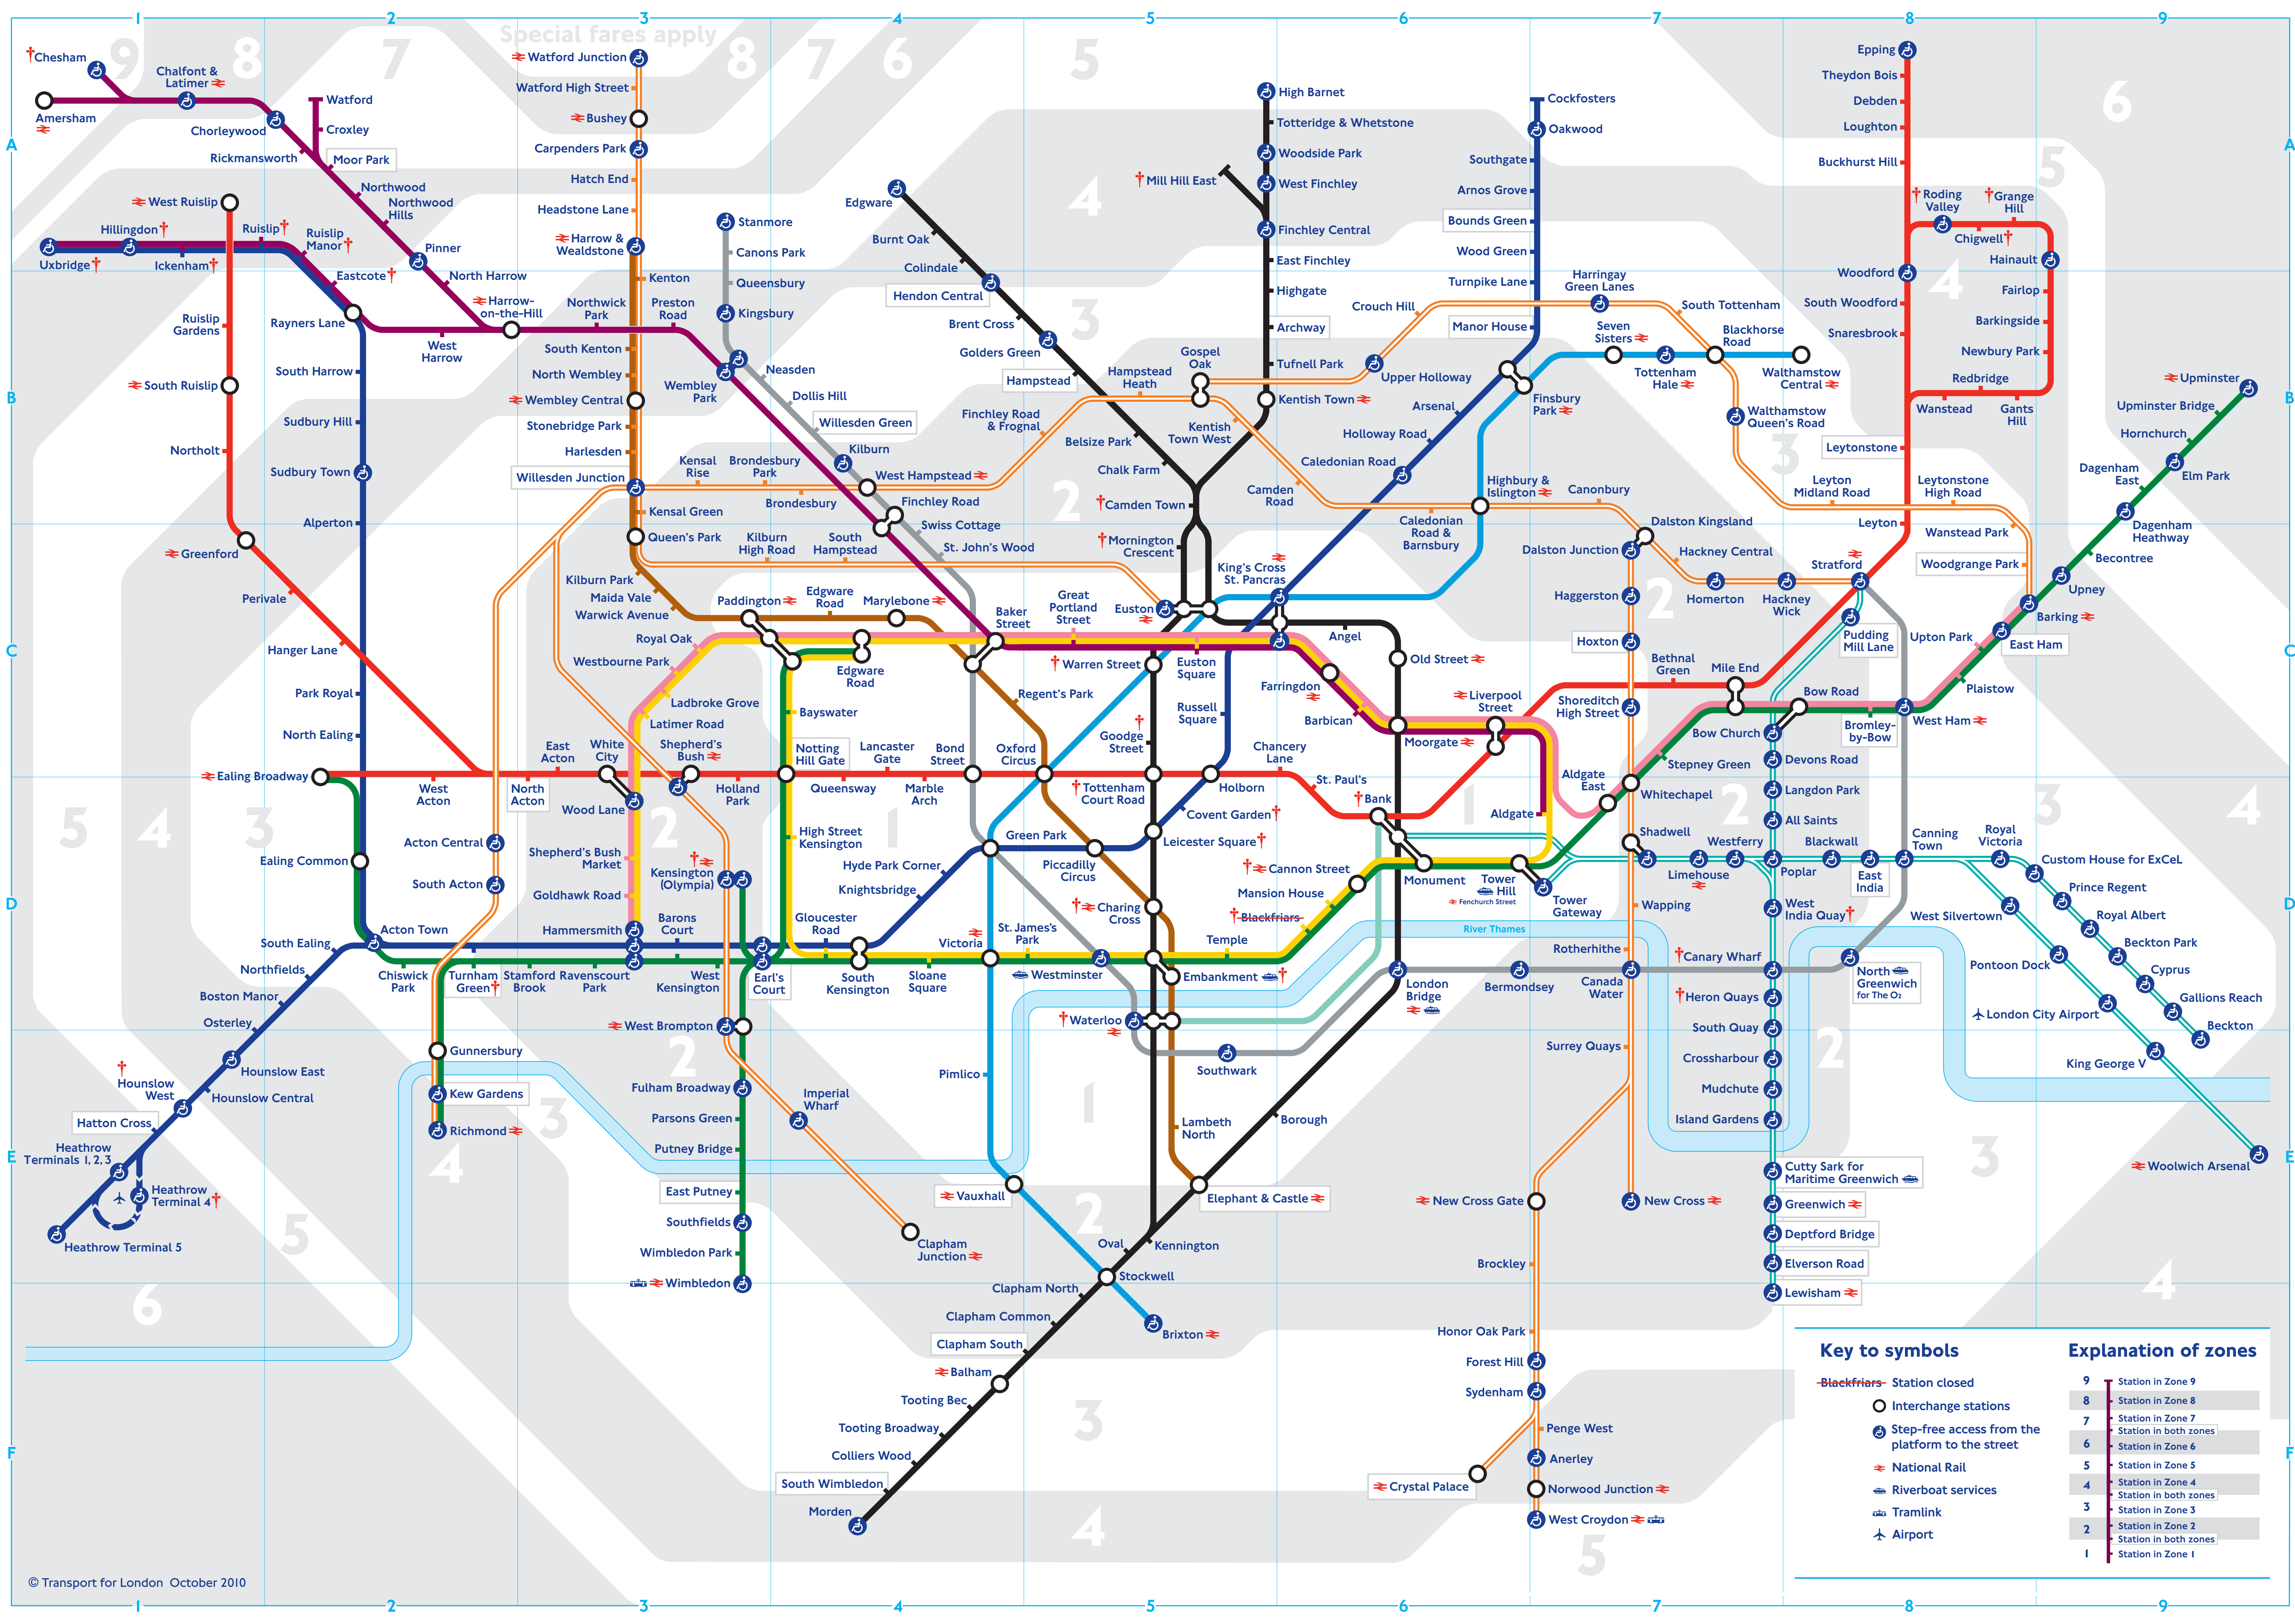 1 2 3 4 5 6 7 8 9
Special fares apply
9 8 7 8 7 6 5 6
†Chesham
Chalfont &
Latimer
Amersham
Watford
Croxley
Chorleywood
Rickmansworth
Moor Park
Northwood
Northwood
Hills
Pinner
North Harrow
Harrow-
on-the-Hill
West Ruislip
Hillingdon†
Ruislip†
Ruislip
Manor†
Uxbridge†
Ickenham†
Eastcote†
Rayners Lane
West
Harrow
Ruislip
Gardens
South Ruislip
Northolt
Greenford
Perivale
Hanger Lane
South Harrow
Sudbury Hill
Sudbury Town
Alperton
Park Royal
North Ealing
Ealing Broadway
Ealing Common
West
Acton
North
Acton
East
Acton
White
City
Watford Junction
Watford High Street
Bushey
Carpenders Park
Hatch End
Headstone Lane
Harrow &
Wealdstone
Kenton
Northwick
Park
Preston
Road
South Kenton
North Wembley
Wembley Central
Stonebridge Park
Harlesden
Willesden Junction
Kensal Green
Queen's Park
Kilburn Park
Maida Vale
Warwick Avenue
Stanmore
Canons Park
Queensbury
Kingsbury
Wembley
Park
Neasden
Dollis Hill
Willesden Green
Kilburn
West Hampstead
Finchley Road
Swiss Cottage
St. John's Wood
Kensal
Rise
Brondesbury
Park
Brondesbury
Finchley Road
& Frognal
Hampstead
Heath
Gospel
Oak
Kilburn
High Road
South
Hampstead
Edgware
Burnt Oak
Colindale
Hendon Central
Brent Cross
Golders Green
Hampstead
Belsize Park
Chalk Farm
†Camden Town
†Mornington
Crescent
Euston
High Barnet
Totteridge & Whetstone
Woodside Park
†Mill Hill East
West Finchley
Finchley Central
East Finchley
Highgate
Archway
Tufnell Park
Kentish Town
Kentish
Town West
Camden
Road
Caledonian
Road &
Barnsbury
Upper Holloway
Crouch Hill
Harringay
Green Lanes
South Tottenham
Cockfosters
Oakwood
Southgate
Arnos Grove
Bounds Green
Wood Green
Turnpike Lane
Manor House
Finsbury
Park
Arsenal
Holloway Road
Caledonian Road
Seven
Sisters
Tottenham
Hale
Blackhorse
Road
Walthamstow
Central
Walthamstow
Queen's Road
Leyton
Midland Road
Leytonstone
High Road
Wanstead Park
Woodgrange Park
Highbury &
Islington
Canonbury
Dalston Kingsland
Dalston Junction
Hackney Central
Homerton
Hackney
Wick
Stratford
Epping
Theydon Bois
Debden
Loughton
Buckhurst Hill
†Roding
Valley
†Grange
Hill
Chigwell†
Hainault
Woodford
South Woodford
Snaresbrook
Fairlop
Barkingside
Newbury Park
Redbridge
Wanstead
Gants
Hill
Leytonstone
Leyton
Upminster
Upminster Bridge
Hornchurch
Elm Park
Dagenham
East
Dagenham
Heathway
Becontree
Upney
Barking
East Ham
Upton Park
Plaistow
West Ham
Paddington
Edgware
Road
Marylebone
Baker
Street
Great
Portland
Street
King's Cross
St. Pancras
Angel
Old Street
Royal Oak
Westbourne Park
Ladbroke Grove
Latimer Road
Edgware
Road
Bayswater
Regent's Park
†Warren Street
Euston
Square
Farringdon
Barbican
Moorgate
Liverpool
Street
Russell
Square
†
Goodge
Street
Shepherd's
Bush
Holland
Park
Notting
Hill Gate
Queensway
Lancaster
Gate
Marble
Arch
Bond
Street
Oxford
Circus
†Tottenham
Court Road
Holborn
Chancery
Lane
St. Paul's
†Bank
Haggerston
Hoxton
Shoreditch
High Street
Bethnal
Green
Mile End
Stepney Green
Bow Road
Bow Church
Bromley-
by-Bow
Pudding
Mill Lane
Devons Road
Langdon Park
All Saints
Aldgate
East
Aldgate
Whitechapel
Shadwell
Wood Lane
Shepherd's Bush
Market
Goldhawk Road
Hammersmith
Acton Central
South Acton
Kensington
(Olympia)
High Street
Kensington
Hyde Park Corner
Knightsbridge
Green Park
Piccadilly
Circus
Leicester Square†
Covent Garden†
Charing
Cross
Cannon Street
Mansion House
†Blackfriars
Monument
Tower
Hill
Fenchurch Street
Tower
Gateway
Limehouse
Westferry
Poplar
Blackwall
East
India
Canning
Town
Royal
Victoria
Custom House for ExCeL
Prince Regent
Royal Albert
Beckton Park
Cyprus
Gallions Reach
Beckton
West Silvertown
Pontoon Dock
London City Airport
King George V
Woolwich Arsenal
Acton Town
South Ealing
Northfields
Boston Manor
Osterley
Hounslow East
Hounslow Central
†
Hounslow
West
Hatton Cross
Heathrow
Terminals 1, 2, 3
Heathrow
Terminal 4†
Heathrow Terminal 5
Chiswick
Park
Turnham
Green†
Stamford
Brook
Ravenscourt
Park
Barons
Court
West
Kensington
Earl's
Court
Gloucester
Road
South
Kensington
Sloane
Square
Victoria
St. James's
Park
Westminster
Embankment†
Temple
River Thames
†Waterloo
Southwark
London
Bridge
Bermondsey
Canada
Water
Wapping
Rotherhithe
Surrey Quays
West
India Quay†
†Canary Wharf
†Heron Quays
South Quay
Crossharbour
Mudchute
Island Gardens
Cutty Sark for
Maritime Greenwich
Greenwich
Deptford Bridge
Elverson Road
Lewisham
North
Greenwich
for The O2
Gunnersbury
Kew Gardens
Richmond
West Brompton
Fulham Broadway
Parsons Green
Putney Bridge
East Putney
Southfields
Wimbledon Park
Wimbledon
Imperial
Wharf
Clapham
Junction
Pimlico
Vauxhall
Lambeth
North
Elephant & Castle
Borough
Kennington
Oval
Stockwell
Brixton
Clapham North
Clapham Common
Clapham South
Balham
Tooting Bec
Tooting Broadway
Colliers Wood
South Wimbledon
Morden
New Cross Gate
New Cross
Brockley
Honor Oak Park
Forest Hill
Sydenham
Penge West
Anerley
Crystal Palace
Norwood Junction
West Croydon
Key to symbols
Blackfriars Station closed
Interchange stations
Step-free access from the
platform to the street
National Rail
Riverboat services
Tramlink
Airport
Explanation of zones
9 Station in Zone 9
8 Station in Zone 8
7 Station in Zone 7
Station in both zones
6 Station in Zone 6
5 Station in Zone 5
4 Station in Zone 4
Station in both zones
3 Station in Zone 3
2 Station in Zone 2
Station in both zones
1 Station in Zone 1
© Transport for London October 2010
1 2 3 4 5 6 7 8 9